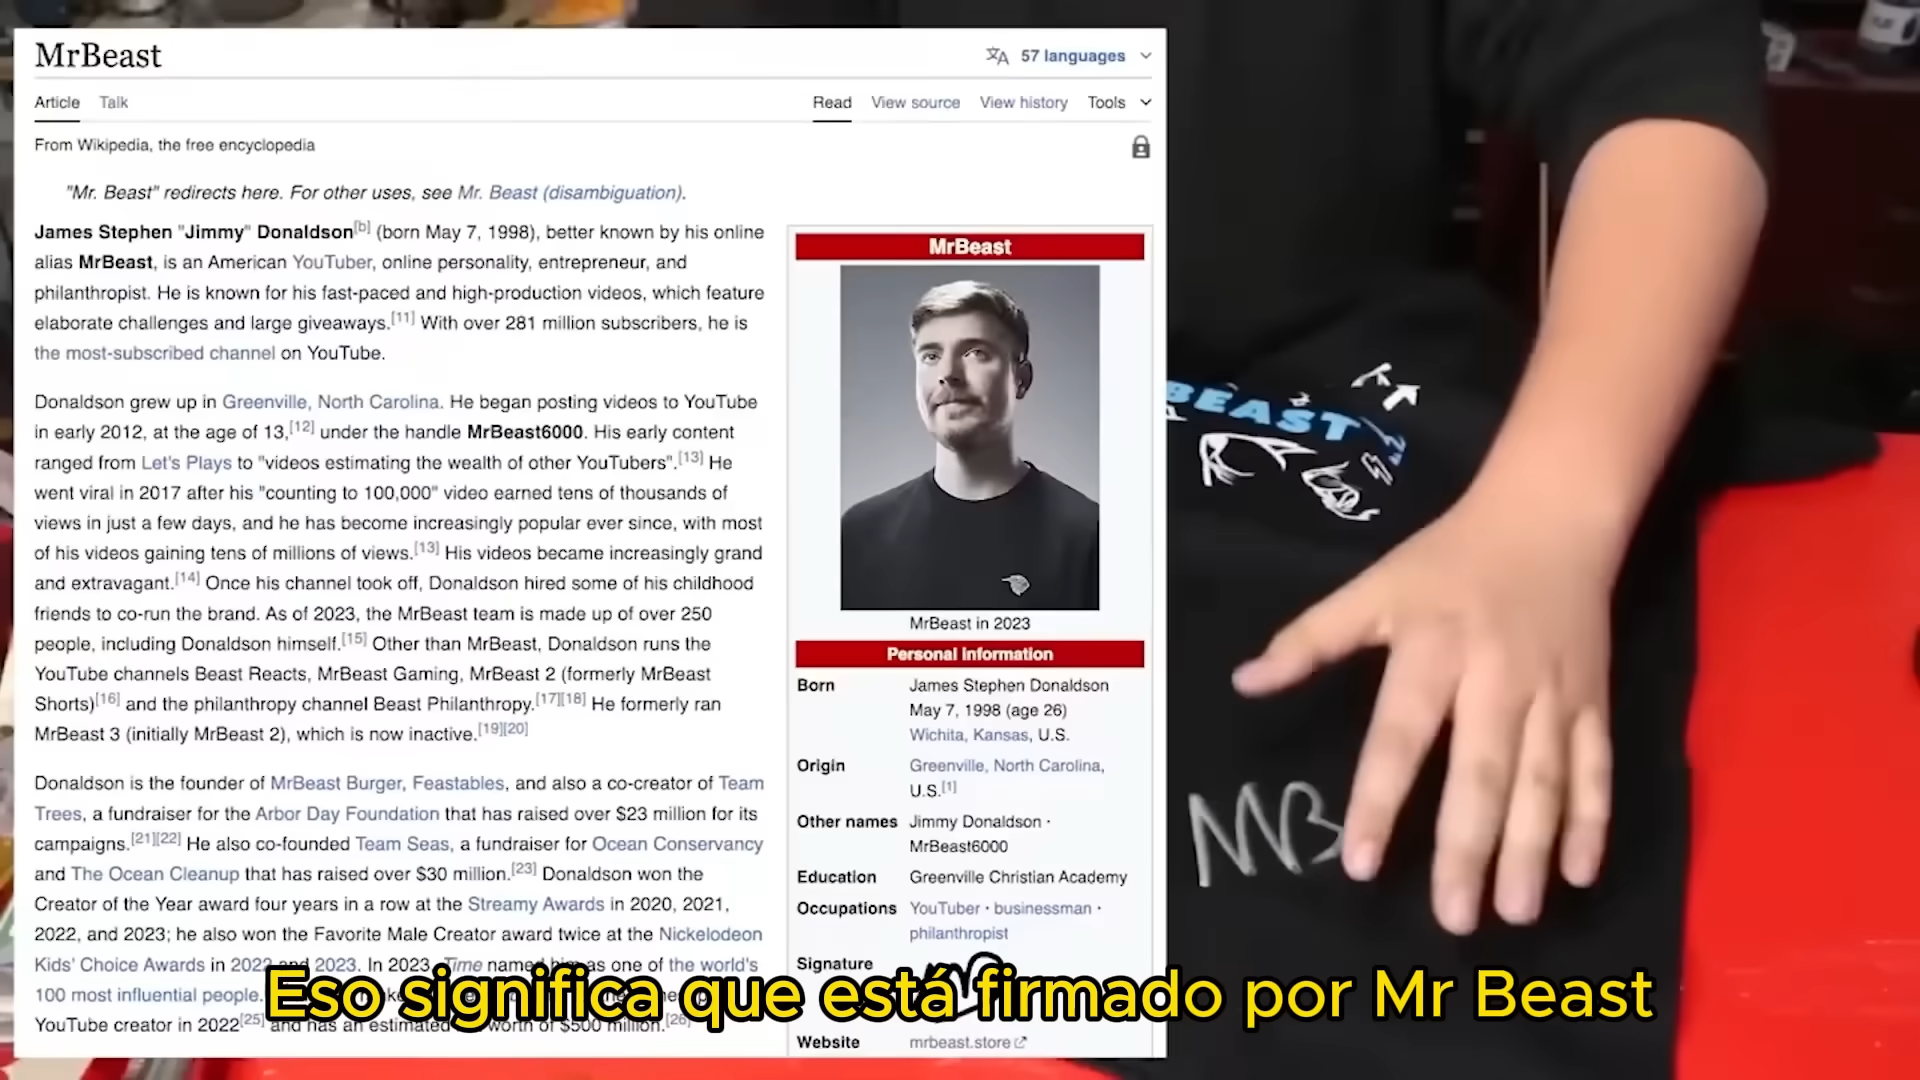 MrBeast
57 languages
Article Talk
Read View source View history Tools
From Wikipedia, the free encyclopedia
"Mr. Beast" redirects here. For other uses, see Mr. Beast (disambiguation).
James Stephen "Jimmy" Donaldson[b] (born May 7, 1998), better known by his online
alias MrBeast, is an American YouTuber, online personality, entrepreneur, and
philanthropist. He is known for his fast-paced and high-production videos, which feature
elaborate challenges and large giveaways.[11] With over 281 million subscribers, he is
the most-subscribed channel on YouTube.
Donaldson grew up in Greenville, North Carolina. He began posting videos to YouTube
in early 2012, at the age of 13,[12] under the handle MrBeast6000. His early content
ranged from Let's Plays to "videos estimating the wealth of other YouTubers".[13] He
went viral in 2017 after his "counting to 100,000" video earned tens of thousands of
views in just a few days, and he has become increasingly popular ever since, with most
of his videos gaining tens of millions of views.[13] His videos became increasingly grand
and extravagant.[14] Once his channel took off, Donaldson hired some of his childhood
friends to co-run the brand. As of 2023, the MrBeast team is made up of over 250
people, including Donaldson himself.[15] Other than MrBeast, Donaldson runs the
YouTube channels Beast Reacts, MrBeast Gaming, MrBeast 2 (formerly MrBeast
Shorts)[16] and the philanthropy channel Beast Philanthropy.[17][18] He formerly ran
MrBeast 3 (initially MrBeast 2), which is now inactive.[19][20]
Donaldson is the founder of MrBeast Burger, Feastables, and also a co-creator of Team
Trees, a fundraiser for the Arbor Day Foundation that has raised over $23 million for its
campaigns.[21][22] He also co-founded Team Seas, a fundraiser for Ocean Conservancy
and The Ocean Cleanup that has raised over $30 million.[23] Donaldson won the
Creator of the Year award four years in a row at the Streamy Awards in 2020, 2021,
2022, and 2023; he also won the Favorite Male Creator award twice at the Nickelodeon
Kids' Choice Awards in 2022 and 2023. In 2023, Time named him as one of the world's
100 most influential people.
YouTube creator in 2022[25] and has an estimated worth of $500 million.[26]
MrBeast
MrBeast in 2023
Personal information
Born James Stephen Donaldson
May 7, 1998 (age 26)
Wichita, Kansas, U.S.
Origin Greenville, North Carolina,
U.S.[1]
Other names Jimmy Donaldson ·
MrBeast6000
Education Greenville Christian Academy
Occupations YouTuber · businessman ·
philanthropist
Signature
Website mrbeast.store
BEAST
MB
Eso significa que está firmado por Mr Beast